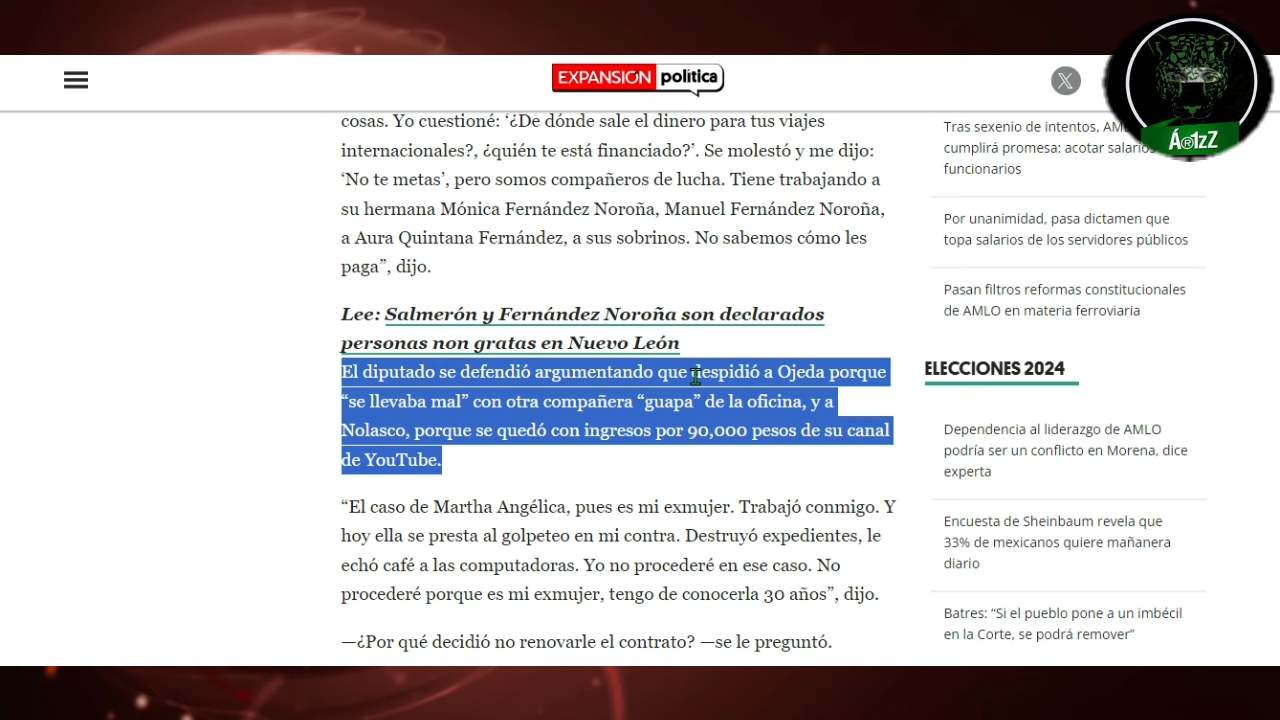 EXPANSIÓN política
cosas. Yo cuestioné: ‘¿De dónde sale el dinero para tus viajes
internacionales?, ¿quién te está financiado?’. Se molestó y me dijo:
‘No te metas’, pero somos compañeros de lucha. Tiene trabajando a
su hermana Mónica Fernández Noroña, Manuel Fernández Noroña,
a Aura Quintana Fernández, a sus sobrinos. No sabemos cómo les
paga”, dijo.
Lee: Salmerón y Fernández Noroña son declarados
personas non gratas en Nuevo León
El diputado se defendió argumentando que despidió a Ojeda porque
“se llevaba mal” con otra compañera “guapa” de la oficina, y a
Nolasco, porque se quedó con ingresos por 90,000 pesos de su canal
de YouTube.
“El caso de Martha Angélica, pues es mi exmujer. Trabajó conmigo. Y
hoy ella se presta al golpeteo en mi contra. Destruyó expedientes, le
echó café a las computadoras. Yo no procederé en ese caso. No
procederé porque es mi exmujer, tengo de conocerla 30 años”, dijo.
—¿Por qué decidió no renovarle el contrato? —se le preguntó.
Tras sexenio de intentos,
cumplirá promesa: acotar salarios
funcionarios
Por unanimidad, pasa dictamen que
topa salarios de los servidores públicos
Pasan filtros reformas constitucionales
de AMLO en materia ferroviaria
ELECCIONES 2024
Dependencia al liderazgo de AMLO
podría ser un conflicto en Morena, dice
experta
Encuesta de Sheinbaum revela que
33% de mexicanos quiere mañanera
diario
Batres: “Si el pueblo pone a un imbécil
en la Corte, se podrá remover”
Á®1zZ